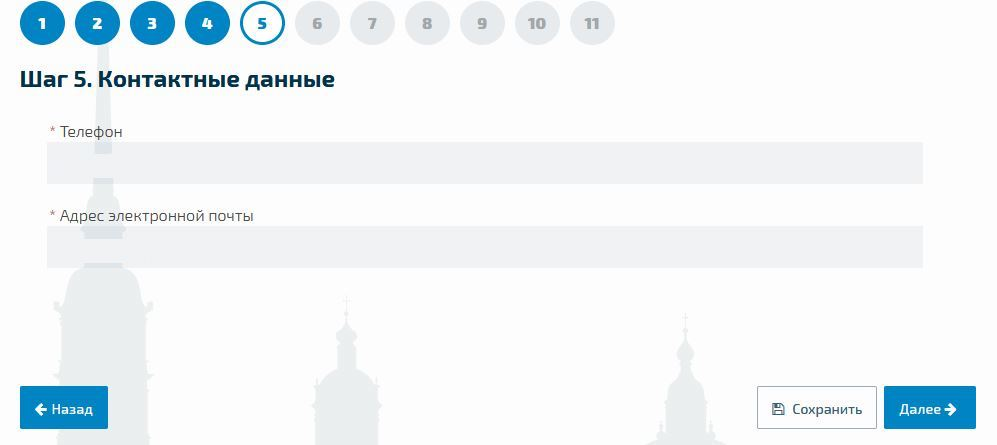 1 2 3 4 5 6 7 8 9 10 11
Шаг 5. Контактные данные
* Телефон
* Адрес электронной почты
Назад Сохранить Далее